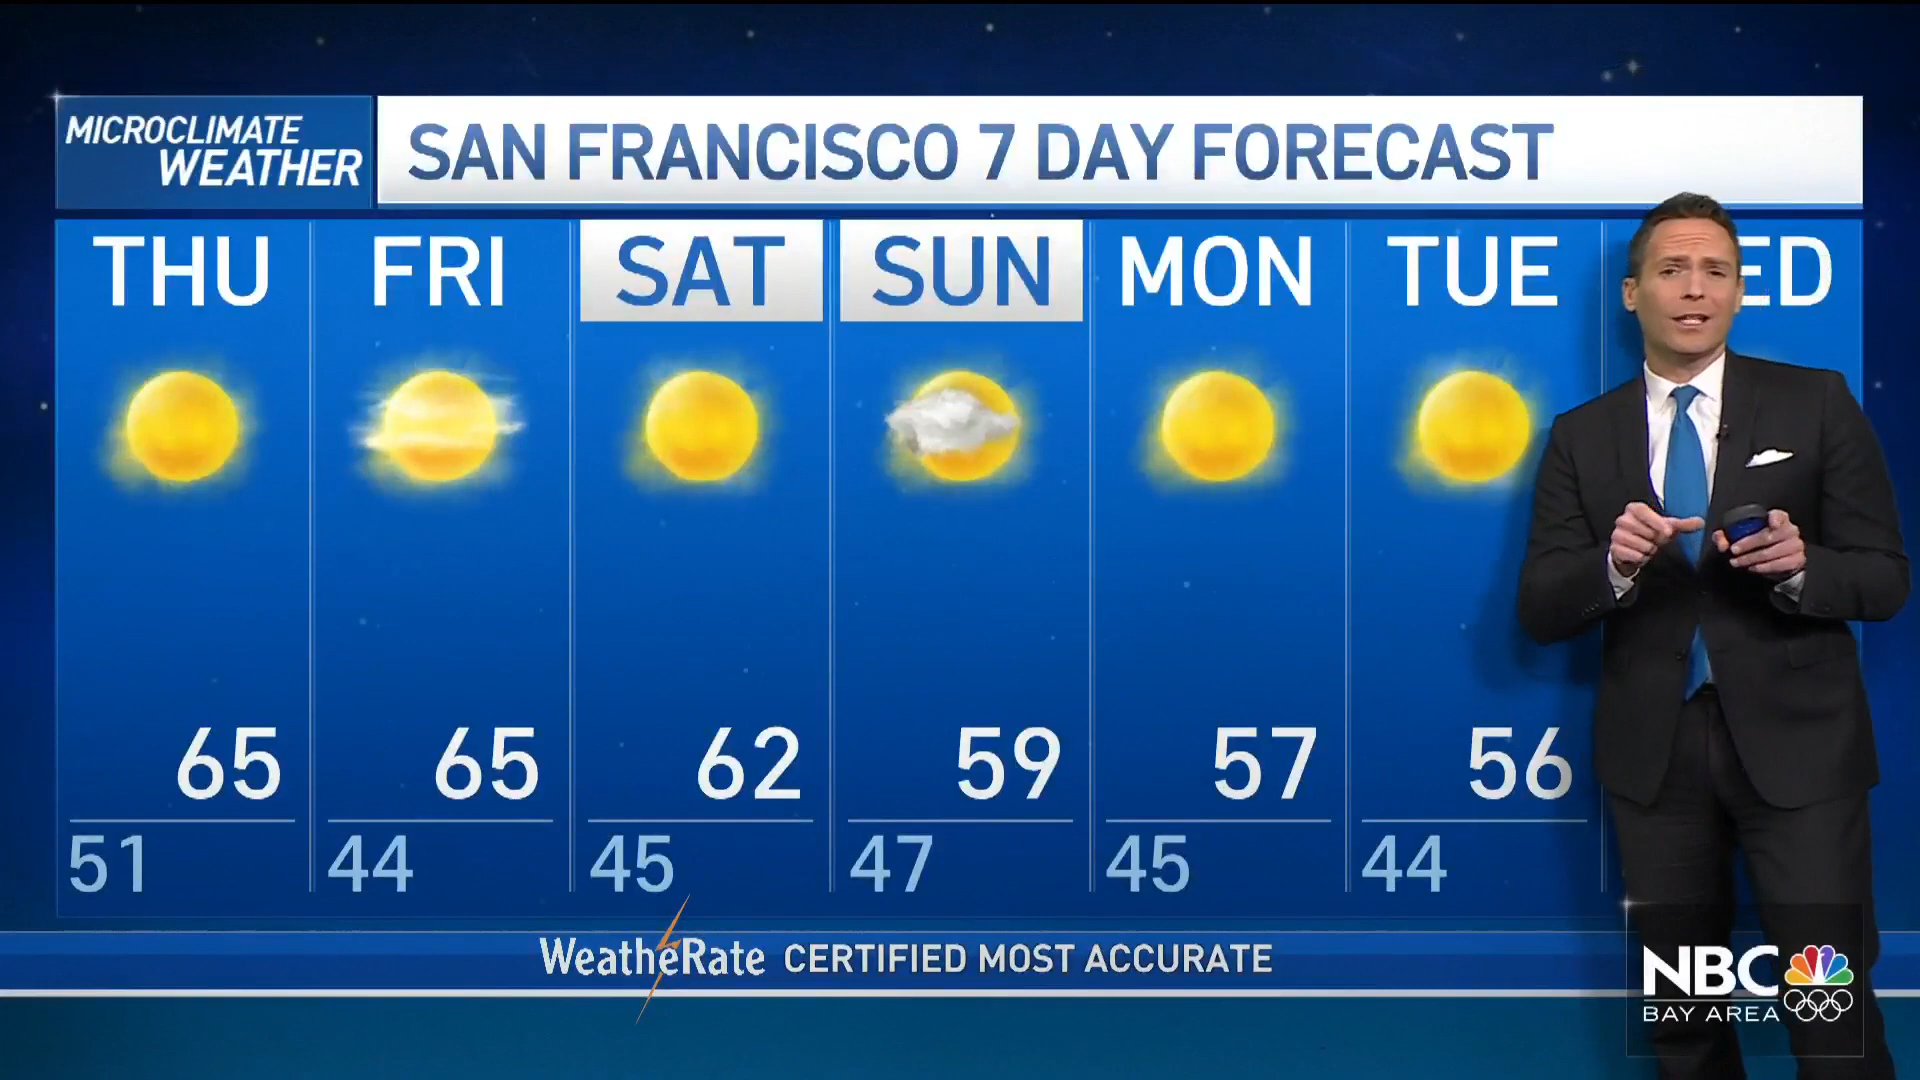 MICROCLIMATE
WEATHER
SAN FRANCISCO 7 DAY FORECAST
THU FRI SAT SUN MON TUE ED
65 65 62 59 57 56
51 44 45 47 45 44
WeatheRate CERTIFIED MOST ACCURATE
NBC
BAY AREA